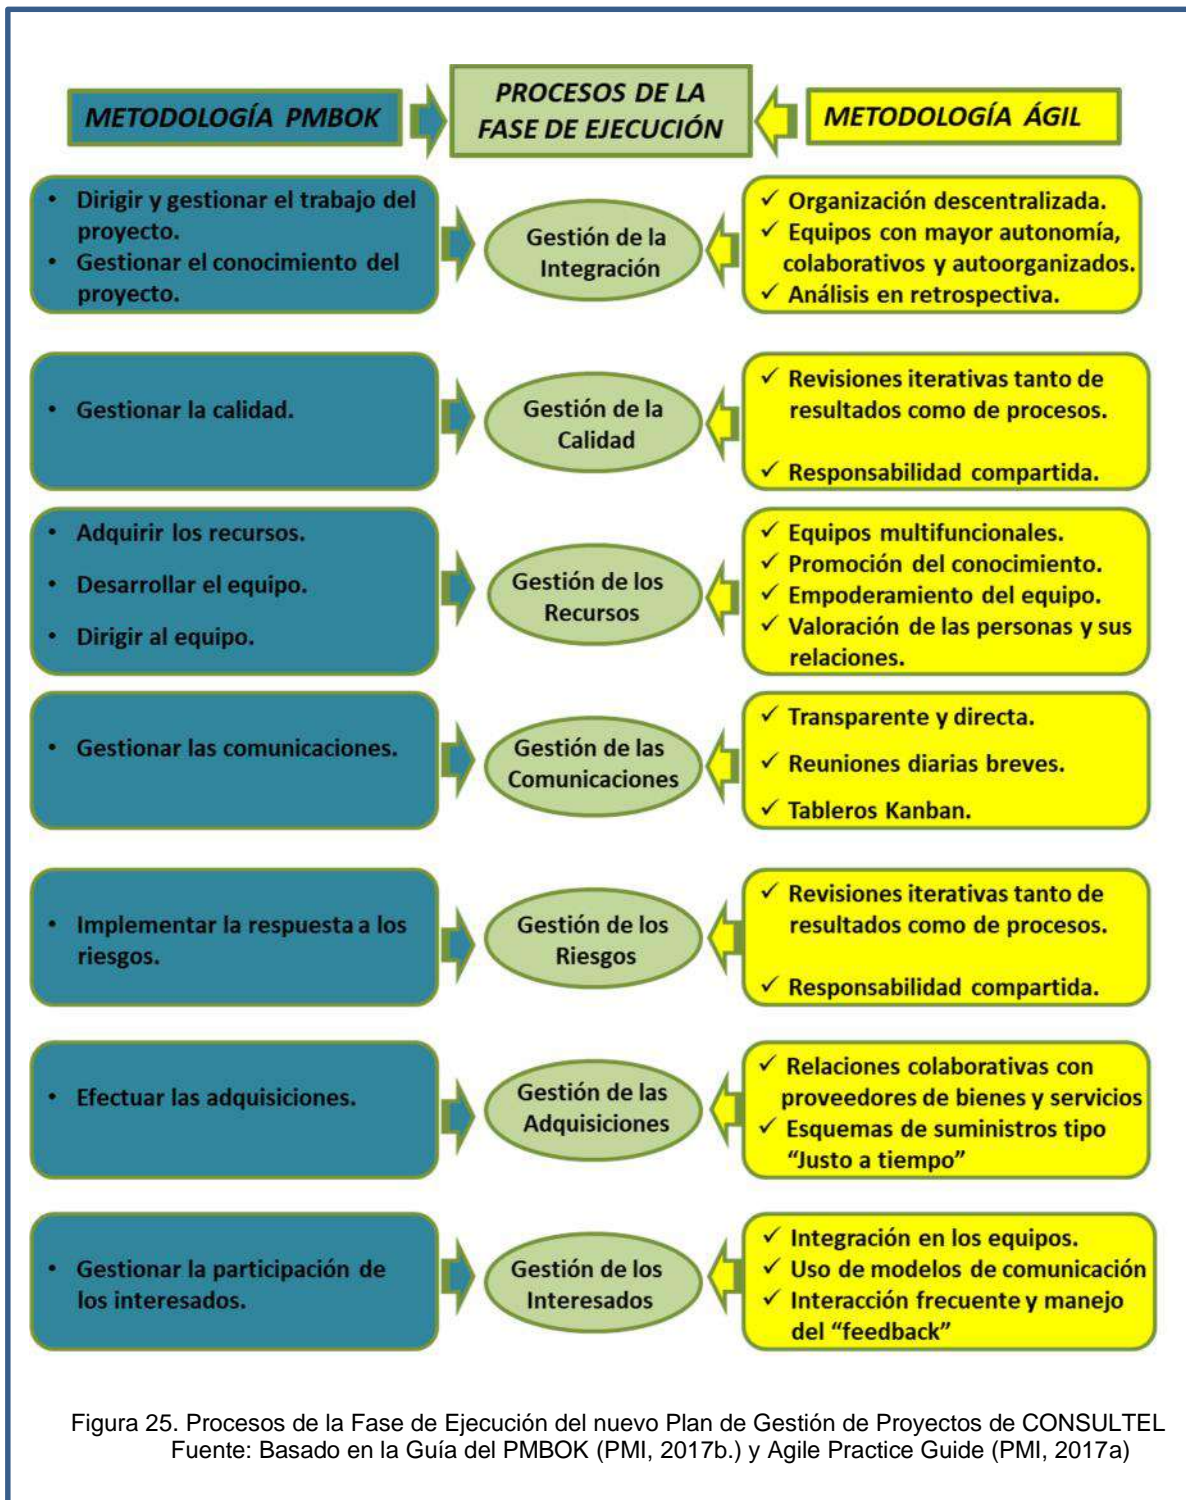 METODOLOGÍA PMBOK
PROCESOS DE LA
FASE DE EJECUCIÓN
METODOLOGÍA ÁGIL
• Dirigir y gestionar el trabajo del
proyecto.
• Gestionar el conocimiento del
proyecto.
Gestión de la
Integración
✓ Organización descentralizada.
✓ Equipos con mayor autonomía,
colaborativos y autoorganizados.
✓ Análisis en retrospectiva.
• Gestionar la calidad.
Gestión de la
Calidad
✓ Revisiones iterativas tanto de
resultados como de procesos.
✓ Responsabilidad compartida.
• Adquirir los recursos.
• Desarrollar el equipo.
• Dirigir al equipo.
Gestión de los
Recursos
✓ Equipos multifuncionales.
✓ Promoción del conocimiento.
✓ Empoderamiento del equipo.
✓ Valoración de las personas y sus
relaciones.
• Gestionar las comunicaciones.
Gestión de las
Comunicaciones
✓ Transparente y directa.
✓ Reuniones diarias breves.
✓ Tableros Kanban.
• Implementar la respuesta a los
riesgos.
Gestión de los
Riesgos
✓ Revisiones iterativas tanto de
resultados como de procesos.
✓ Responsabilidad compartida.
• Efectuar las adquisiciones.
Gestión de las
Adquisiciones
✓ Relaciones colaborativas con
proveedores de bienes y servicios
✓ Esquemas de suministros tipo
“Justo a tiempo”
• Gestionar la participación de
los interesados.
Gestión de los
Interesados
✓ Integración en los equipos.
✓ Uso de modelos de comunicación
✓ Interacción frecuente y manejo
del “feedback”
Figura 25. Procesos de la Fase de Ejecución del nuevo Plan de Gestión de Proyectos de CONSULTEL
Fuente: Basado en la Guía del PMBOK (PMI, 2017b.) y Agile Practice Guide (PMI, 2017a)